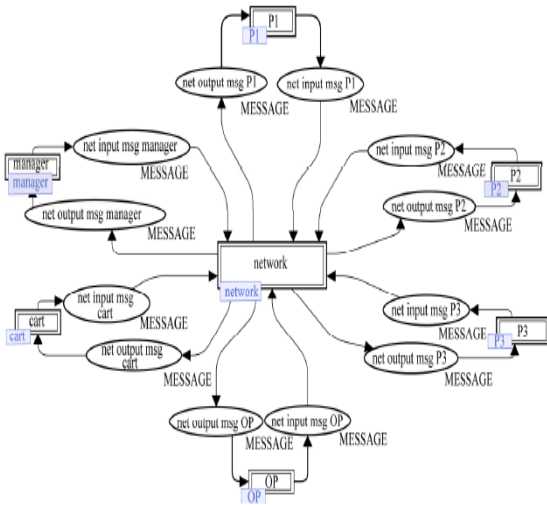 P1
P1
net output msg P1
net input msg P1
MESSAGE
MESSAGE
manager
manager
net input msg manager
MESSAGE
net output msg manager
MESSAGE
net input msg P2
MESSAGE
P2
P2
net output msg P2
MESSAGE
network
network
net input msg
cart
MESSAGE
cart
cart
net output msg
cart
MESSAGE
net input msg P3
MESSAGE
P3
P3
net output msg P3
MESSAGE
net output msg OP
MESSAGE
net input msg OP
MESSAGE
OP
OP